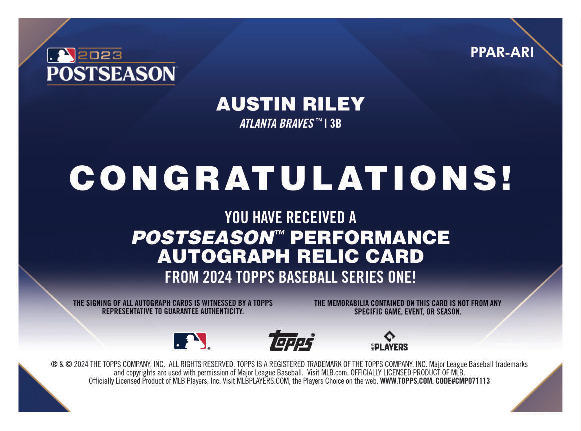 2023
POSTSEASON
PPAR-ARI
AUSTIN RILEY
ATLANTA BRAVES™ | 3B
CONGRATULATIONS!
YOU HAVE RECEIVED A
POSTSEASON™ PERFORMANCE
AUTOGRAPH RELIC CARD
FROM 2024 TOPPS BASEBALL SERIES ONE!
THE SIGNING OF ALL AUTOGRAPH CARDS IS WITNESSED BY A TOPPS
REPRESENTATIVE TO GUARANTEE AUTHENTICITY.
THE MEMORABILIA CONTAINED ON THIS CARD IS NOT FROM ANY
SPECIFIC GAME, EVENT, OR SEASON.
topps
PLAYERS
® & © 2024 THE TOPPS COMPANY, INC. ALL RIGHTS RESERVED. TOPPS IS A REGISTERED TRADEMARK OF THE TOPPS COMPANY, INC. Major League Baseball trademarks
and copyrights are used with permission of Major League Baseball. Visit MLB.com. OFFICIALLY LICENSED PRODUCT OF MLB.
Officially Licensed Product of MLB Players, Inc. Visit MLBPLAYERS.COM, the Players Choice on the web. WWW.TOPPS.COM. CODE#CMP071113